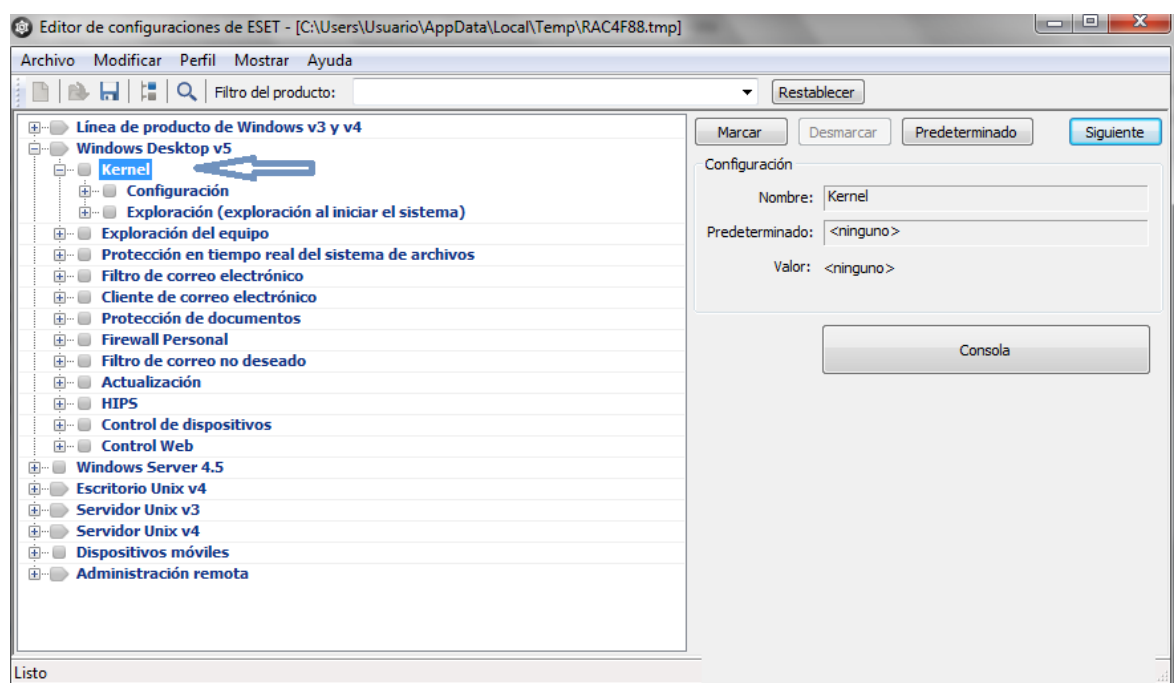 Editor de configuraciones de ESET - [C:\Users\Usuario\AppData\Local\Temp\RAC4F88.tmp]
Archivo Modificar Perfil Mostrar Ayuda
Filtro del producto: Restablecer
Línea de producto de Windows v3 y v4
Windows Desktop v5
Kernel
Configuración
Exploración (exploración al iniciar el sistema)
Exploración del equipo
Protección en tiempo real del sistema de archivos
Filtro de correo electrónico
Cliente de correo electrónico
Protección de documentos
Firewall Personal
Filtro de correo no deseado
Actualización
HIPS
Control de dispositivos
Control Web
Windows Server 4.5
Escritorio Unix v4
Servidor Unix v3
Servidor Unix v4
Dispositivos móviles
Administración remota
Marcar Desmarcar Predeterminado Siguiente
Configuración
Nombre: Kernel
Predeterminado: <ninguno>
Valor: <ninguno>
Consola
Listo